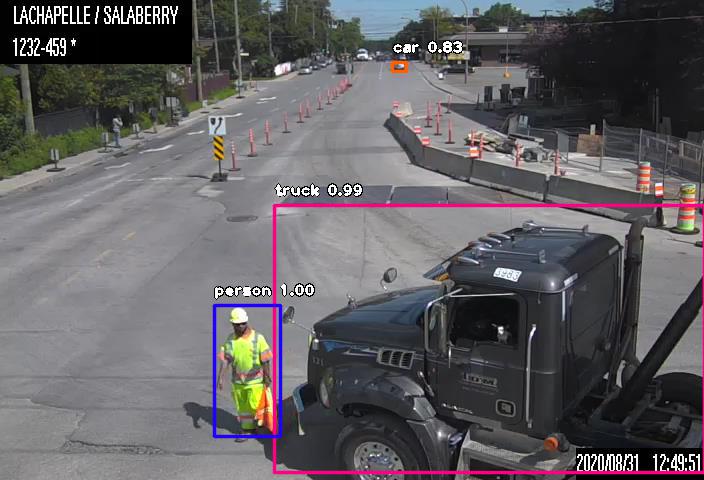 LACHAPELLE / SALABERRY
1232-459 *
car 0.83
truck 0.99
person 1.00
2020/08/31 12:49:51